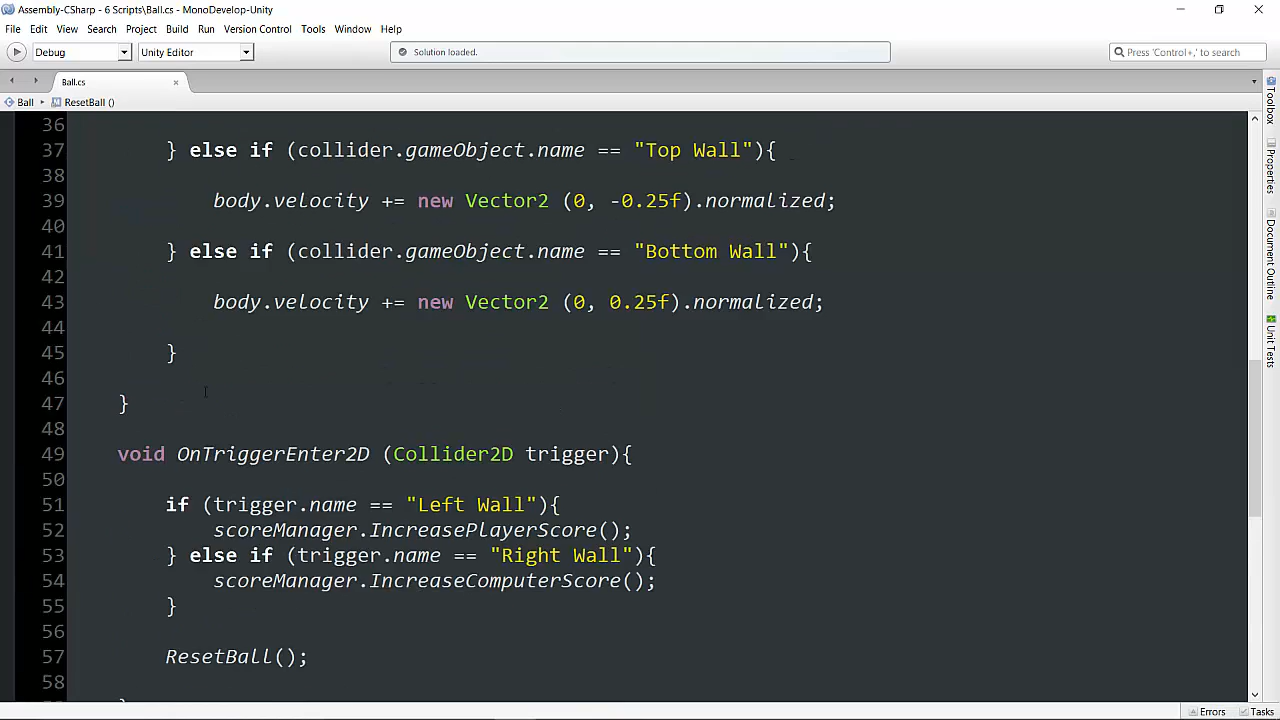 Assembly-CSharp - 6 Scripts\Ball.cs - MonoDevelop-Unity
File Edit View Search Project Build Run Version Control Tools Window Help
Debug Unity Editor Solution loaded. Press 'Control+,' to search
Ball.cs
Ball ResetBall ()
36
37 } else if (collider.gameObject.name == "Top Wall"){
38
39 body.velocity += new Vector2 (0, -0.25f).normalized;
40
41 } else if (collider.gameObject.name == "Bottom Wall"){
42
43 body.velocity += new Vector2 (0, 0.25f).normalized;
44
45 }
46
47 }
48
49 void OnTriggerEnter2D (Collider2D trigger){
50
51 if (trigger.name == "Left Wall"){
52 scoreManager.IncreasePlayerScore();
53 } else if (trigger.name == "Right Wall"){
54 scoreManager.IncreaseComputerScore();
55 }
56
57 ResetBall();
58
Toolbox
Properties
Document Outline
Unit Tests
Errors Tasks